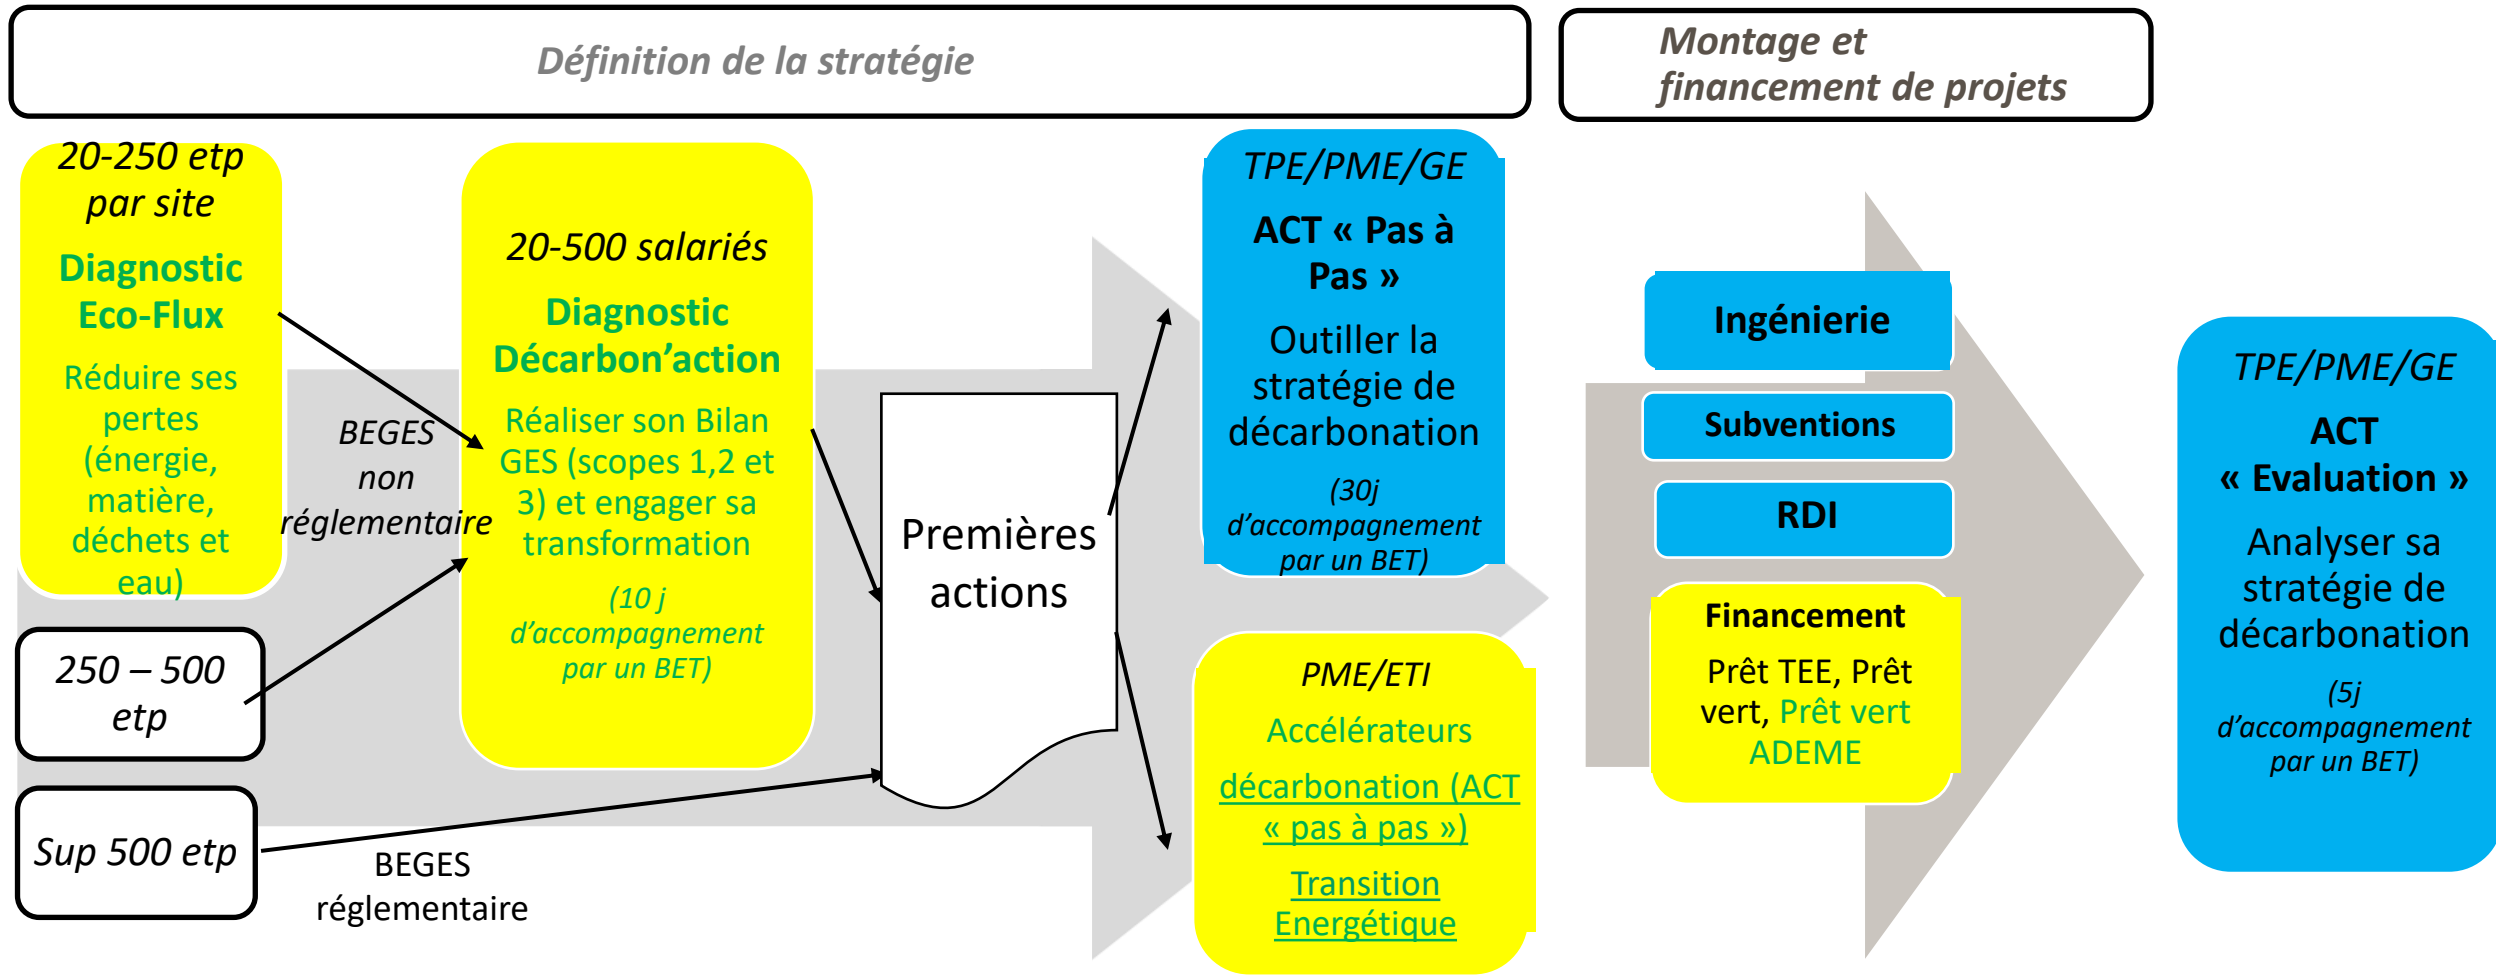 Définition de la stratégie
Montage et
financement de projets
20-250 etp
par site
Diagnostic
Eco-Flux
Réduire ses
pertes
(énergie,
matière,
déchets et
eau)
250 – 500
etp
Sup 500 etp
BEGES
non
réglementaire
BEGES
réglementaire
20-500 salariés
Diagnostic
Décarbon’action
Réaliser son Bilan
GES (scopes 1,2 et
3) et engager sa
transformation
(10 j
d’accompagnement
par un BET)
Premières
actions
TPE/PME/GE
ACT « Pas à
Pas »
Outiller la
stratégie de
décarbonation
(30j
d’accompagnement
par un BET)
PME/ETI
Accélérateurs
décarbonation (ACT
« pas à pas »)
Transition
Energétique
Ingénierie
Subventions
RDI
Financement
Prêt TEE, Prêt
vert, Prêt vert
ADEME
TPE/PME/GE
ACT
« Evaluation »
Analyser sa
stratégie de
décarbonation
(5j
d’accompagnement
par un BET)